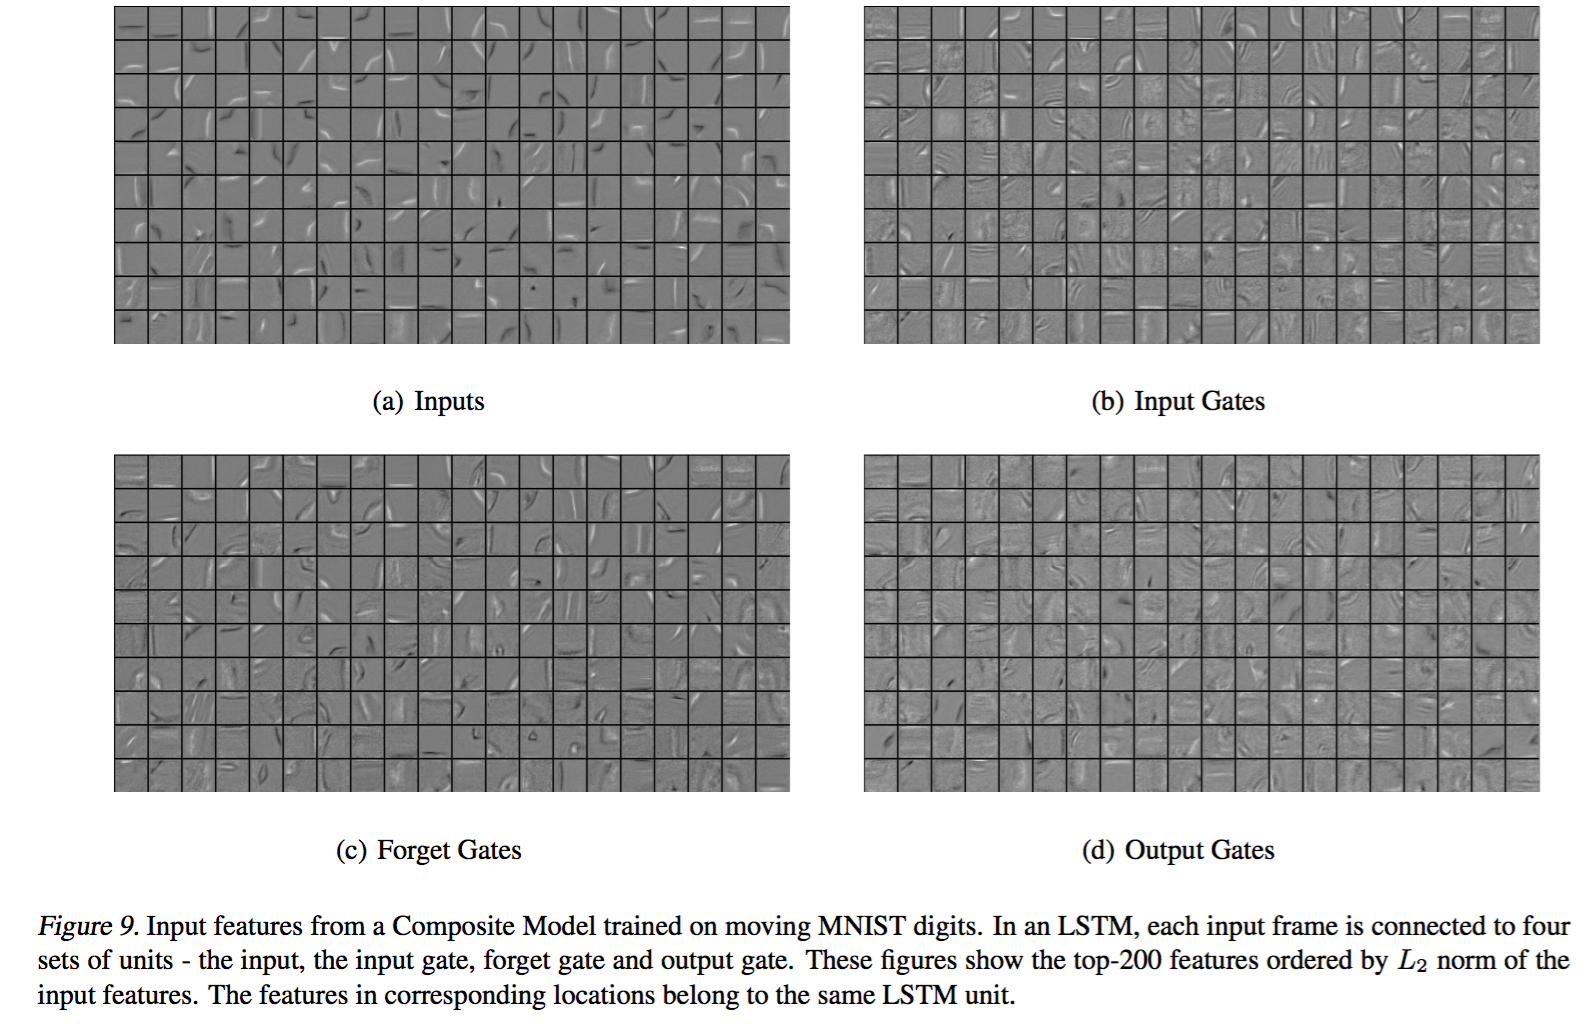 (a) Inputs
(b) Input Gates
(c) Forget Gates
(d) Output Gates
Figure 9. Input features from a Composite Model trained on moving MNIST digits. In an LSTM, each input frame is connected to four
sets of units - the input, the input gate, forget gate and output gate. These figures show the top-200 features ordered by L2 norm of the
input features. The features in corresponding locations belong to the same LSTM unit.